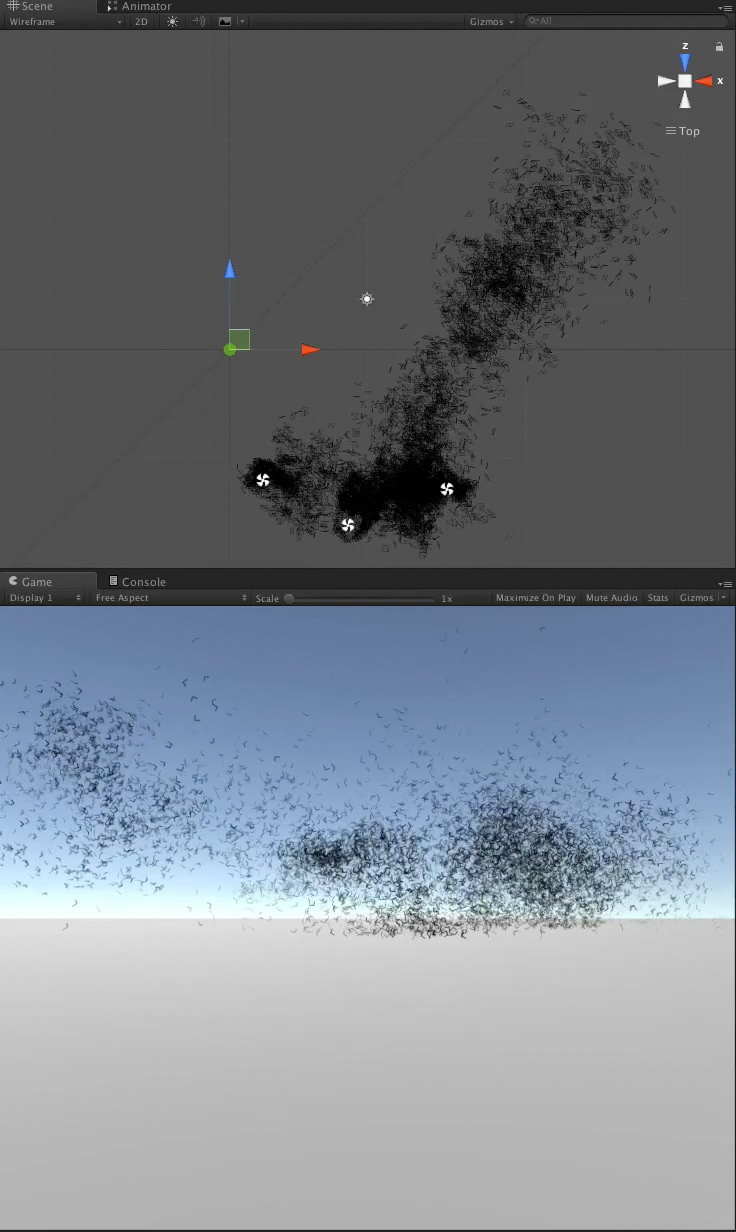 Scene Animator
Wireframe 2D Gizmos All
z
x
Top
Game Console
Display 1 Free Aspect Scale 1x Maximize On Play Mute Audio Stats Gizmos